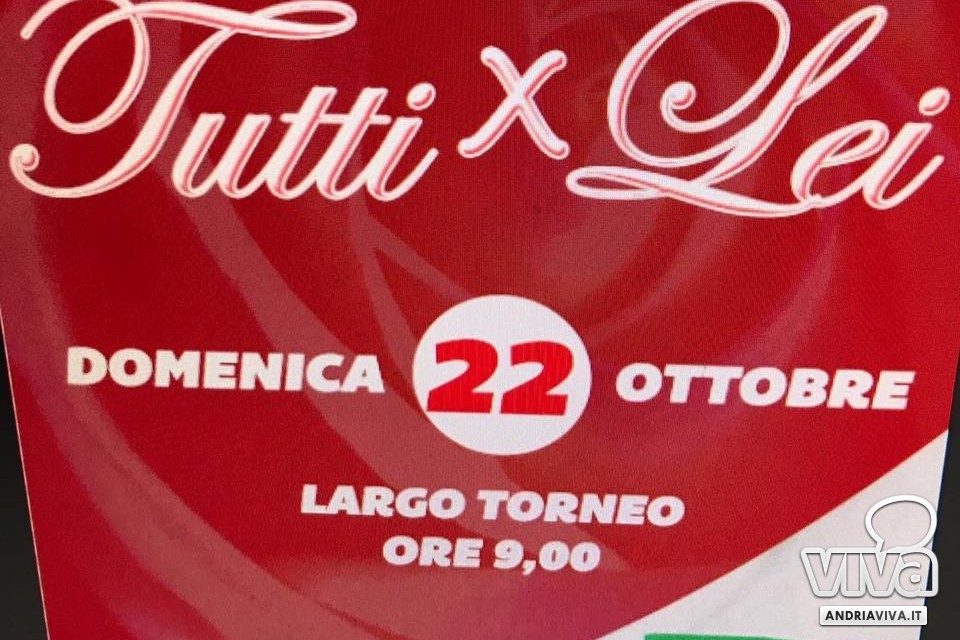 Tutti x Lei
DOMENICA 22 OTTOBRE
LARGO TORNEO
ORE 9,00
viva
ANDRIAVIVA.IT